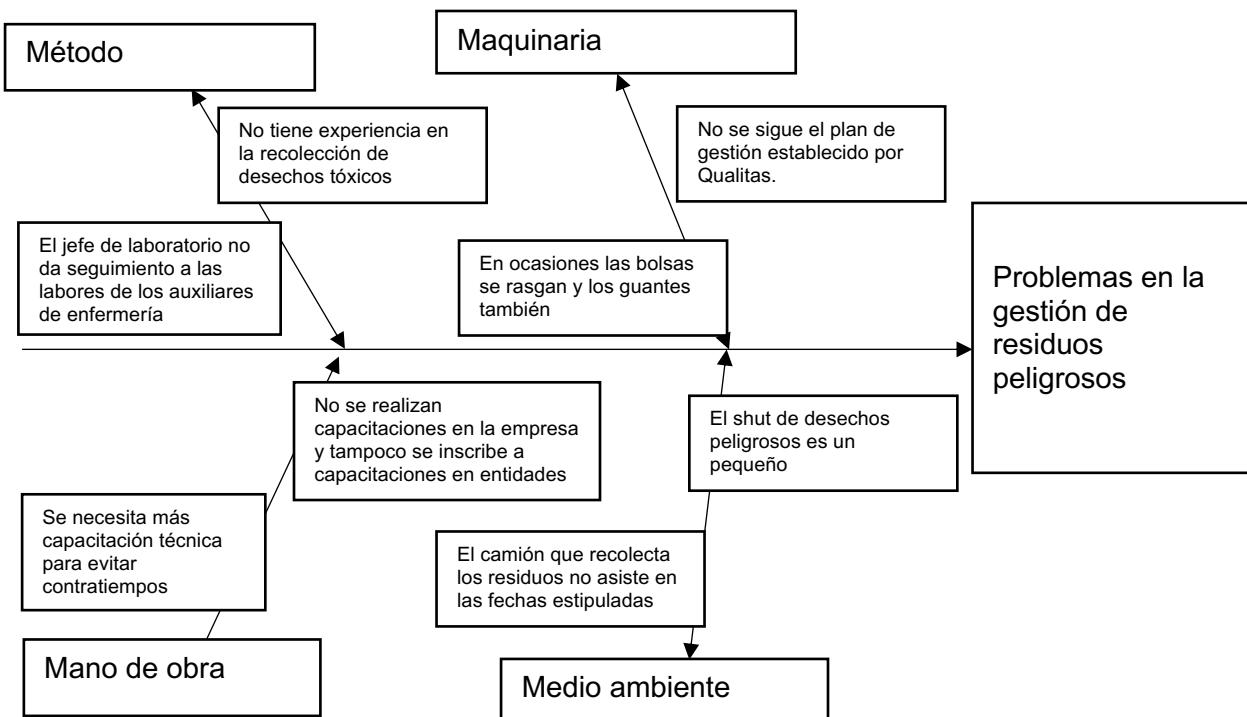 Método
Maquinaria
No tiene experiencia en
la recolección de
desechos tóxicos
No se sigue el plan de
gestión establecido por
Qualitas.
El jefe de laboratorio no
da seguimiento a las
labores de los auxiliares
de enfermería
En ocasiones las bolsas
se rasgan y los guantes
también
Problemas en la
gestión de
residuos
peligrosos
No se realizan
capacitaciones en la empresa
y tampoco se inscribe a
capacitaciones en entidades
El shut de desechos
peligrosos es un
pequeño
Se necesita más
capacitación técnica
para evitar
contratiempos
El camión que recolecta
los residuos no asiste en
las fechas estipuladas
Mano de obra
Medio ambiente